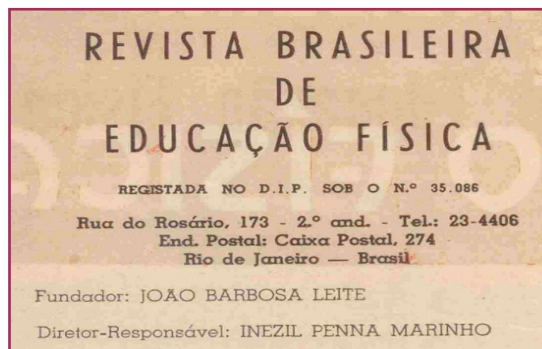 REVISTA BRASILEIRA
DE
EDUCAÇÃO FÍSICA
REGISTADA NO D.I.P. SOB O N.º 35.086
Rua do Rosário, 173 - 2.º and. - Tel.: 23-4406
End. Postal: Caixa Postal, 274
Rio de Janeiro — Brasil
Fundador: JOAO BARBOSA LEITE
Diretor-Responsável: INEZIL PENNA MARINHO